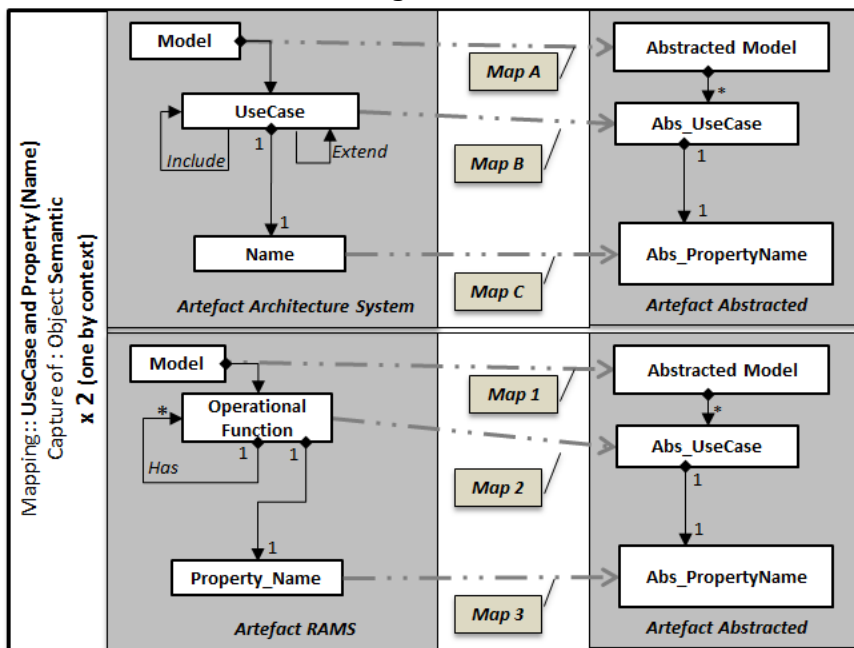 Mapping:: UseCase and Property (Name)
Capture of : Object Semantic
x 2 (one by context)
Model
Map A
Abstracted Model
*
UseCase
1
Include
Extend
Map B
Abs_UseCase
1
1
1
Name
Map C
Abs_PropertyName
Artefact Architecture System
Artefact Abstracted
Model
Map 1
Abstracted Model
*
*
Operational
Function
Has
1
1
Map 2
Abs_UseCase
1
1
1
Property_Name
Map 3
Abs_PropertyName
Artefact RAMS
Artefact Abstracted